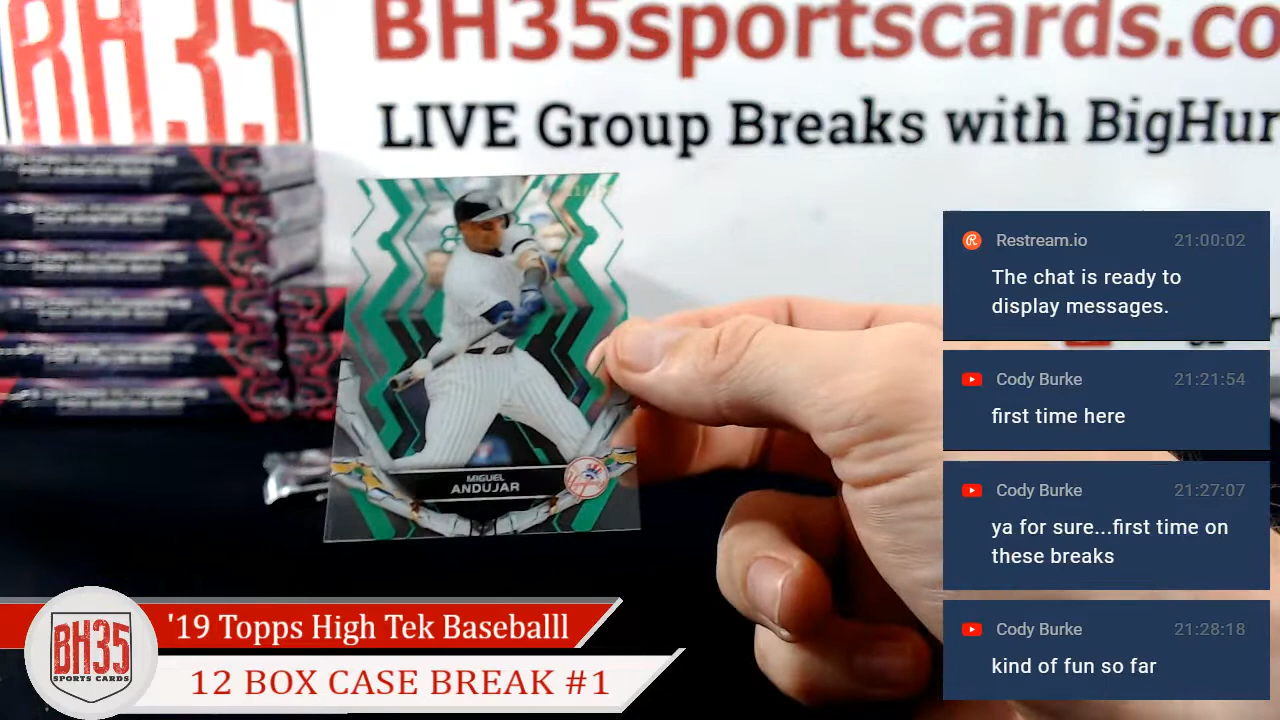 BH35
BH35sportscards.co
LIVE Group Breaks with BigHur
MIGUEL
ANDUJAR
Restream.io 21:00:02
The chat is ready to
display messages.
Cody Burke 21:21:54
first time here
Cody Burke 21:27:07
ya for sure...first time on
these breaks
Cody Burke 21:28:18
kind of fun so far
BH35
SPORTS CARDS
'19 Topps High Tek Baseballl
12 BOX CASE BREAK #1